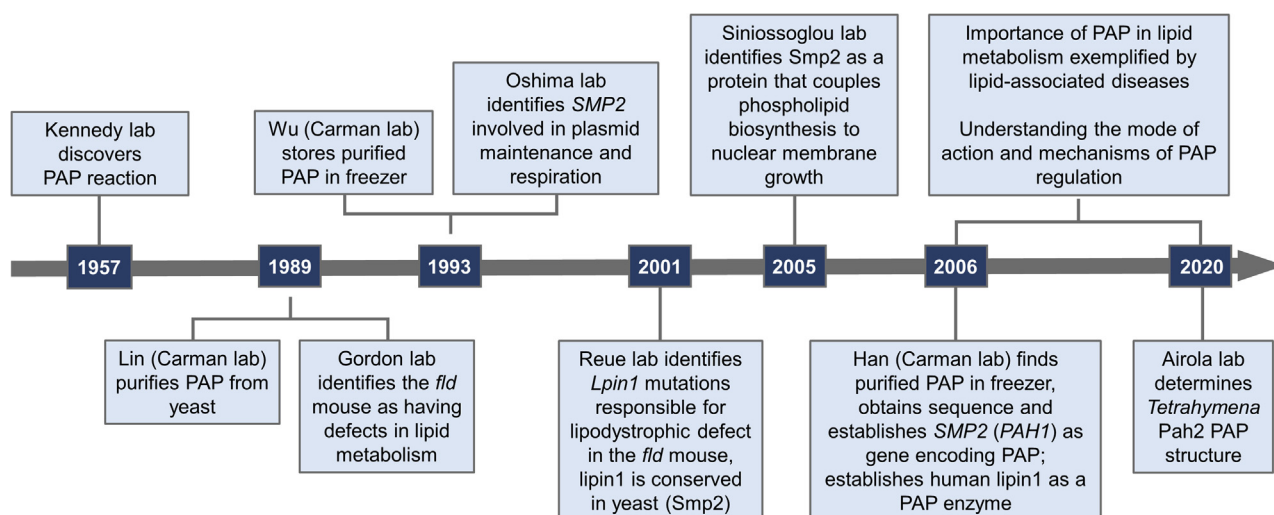 Kennedy lab
discovers
PAP reaction
Wu (Carman lab)
stores purified
PAP in freezer
Oshima lab
identifies SMP2
involved in plasmid
maintenance and
respiration
Siniossoglou lab
identifies Smp2 as a
protein that couples
phospholipid
biosynthesis to
nuclear membrane
growth
Importance of PAP in lipid
metabolism exemplified by
lipid-associated diseases
Understanding the mode of
action and mechanisms of PAP
regulation
1957
1989
1993
2001
2005
2006
2020
Lin (Carman lab)
purifies PAP from
yeast
Gordon lab
identifies the fld
mouse as having
defects in lipid
metabolism
Reue lab identifies
Lpin1 mutations
responsible for
lipodystrophic defect
in the fld mouse,
lipin1 is conserved
in yeast (Smp2)
Han (Carman lab) finds
purified PAP in freezer,
obtains sequence and
establishes SMP2 (PAH1) as
gene encoding PAP;
establishes human lipin1 as a
PAP enzyme
Airola lab
determines
Tetrahymena
Pah2 PAP
structure